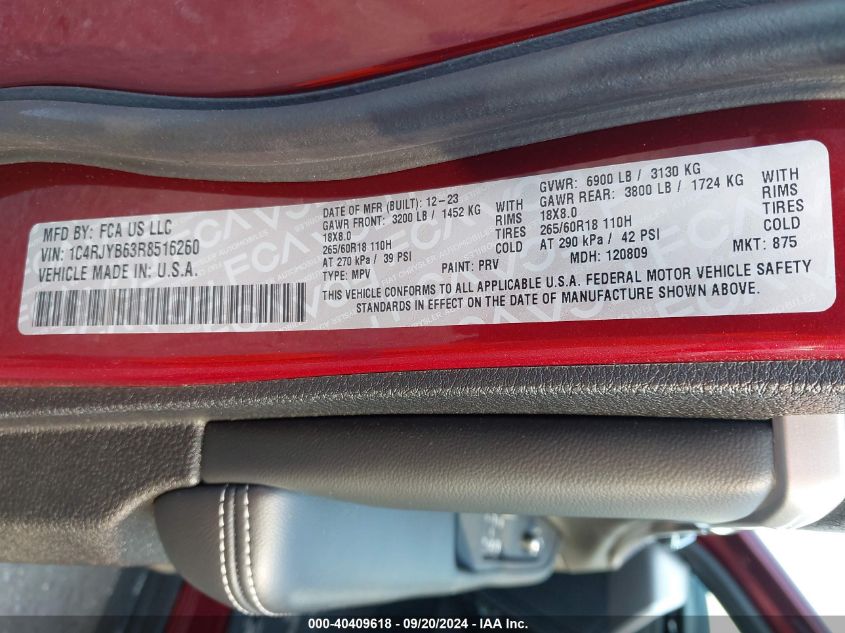 MFD BY: FCA US LLC
VIN: 1C4RJYB63R8516260
VEHICLE MADE IN: U.S.A.
DATE OF MFR (BUILT): 12-23
GAWR FRONT: 3200 LB / 1452 KG WITH
18X8.0 RIMS
265/60R18 110H TIRES
AT 270 kPa / 39 PSI COLD
TYPE: MPV PAINT: PRV
GVWR: 6900 LB / 3130 KG
GAWR REAR: 3800 LB / 1724 KG WITH
18X8.0 RIMS
265/60R18 110H TIRES
AT 290 kPa / 42 PSI COLD
MDH: 120809 MKT: 875
THIS VEHICLE CONFORMS TO ALL APPLICABLE U.S.A. FEDERAL MOTOR VEHICLE SAFETY
STANDARDS IN EFFECT ON THE DATE OF MANUFACTURE SHOWN ABOVE.
000-40409618 - 09/20/2024 - IAAI.com